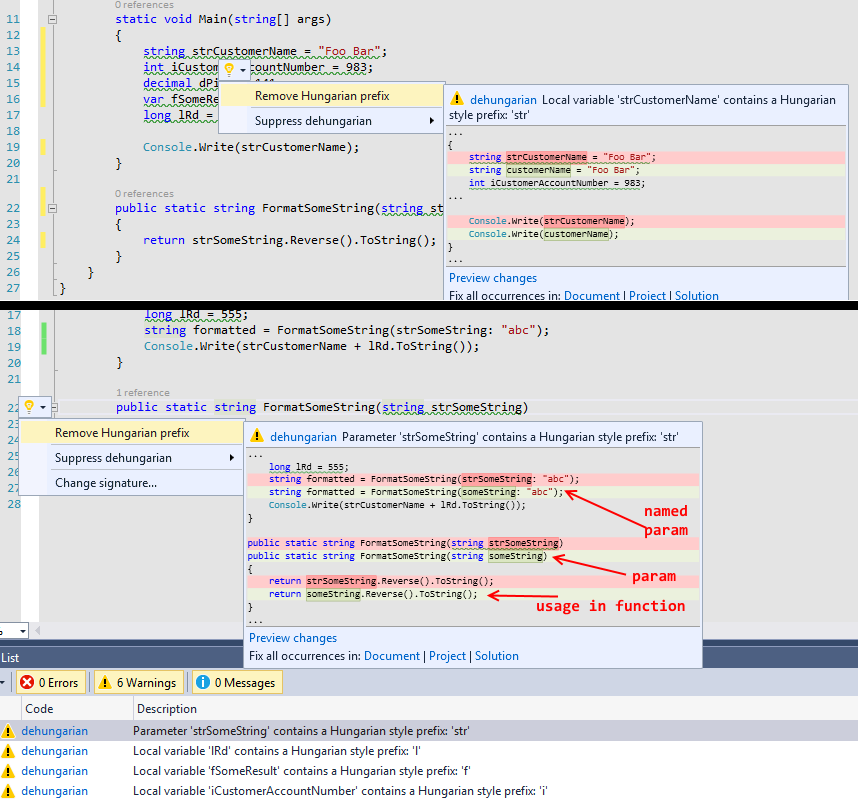 0 references
11 static void Main(string[] args)
12 {
13 string strCustomerName = "Foo Bar";
14 int iCustom ccountNumber = 983;
15 decimal dPi
16 var fSomeRe
17 long lRd =
Remove Hungarian prefix
Suppress dehungarian
18
19 Console.Write(strCustomerName);
20 }
21
0 references
22 public static string FormatSomeString(string st
23 {
24 return strSomeString.Reverse().ToString();
25 }
26 }
27 }
dehungarian Local variable 'strCustomerName' contains a Hungarian
style prefix: 'str'
...
{
string strCustomerName = "Foo Bar";
string customerName = "Foo Bar";
int iCustomerAccountNumber = 983;
...
Console.Write(strCustomerName);
Console.Write(customerName);
}
...
Preview changes
Fix all occurrences in: Document | Project | Solution
17 long lRd = 555;
18 string formatted = FormatSomeString(strSomeString: "abc");
19 Console.Write(strCustomerName + lRd.ToString());
20 }
21
1 reference
22 public static string FormatSomeString(string strSomeString)
23
24
25
26
27
28
Remove Hungarian prefix
Suppress dehungarian
Change signature...
dehungarian Parameter 'strSomeString' contains a Hungarian style prefix: 'str'
...
long lRd = 555;
string formatted = FormatSomeString(strSomeString: "abc");
string formatted = FormatSomeString(someString: "abc");
Console.Write(strCustomerName + lRd.ToString());
}
named
param
public static string FormatSomeString(string strSomeString)
public static string FormatSomeString(string someString)
{
param
return strSomeString.Reverse().ToString();
return someString.Reverse().ToString();
usage in function
}
...
Preview changes
Fix all occurrences in: Document | Project | Solution
List
0 Errors 6 Warnings 0 Messages
Code Description
dehungarian Parameter 'strSomeString' contains a Hungarian style prefix: 'str'
dehungarian Local variable 'lRd' contains a Hungarian style prefix: 'l'
dehungarian Local variable 'fSomeResult' contains a Hungarian style prefix: 'f'
dehungarian Local variable 'iCustomerAccountNumber' contains a Hungarian style prefix: 'i'